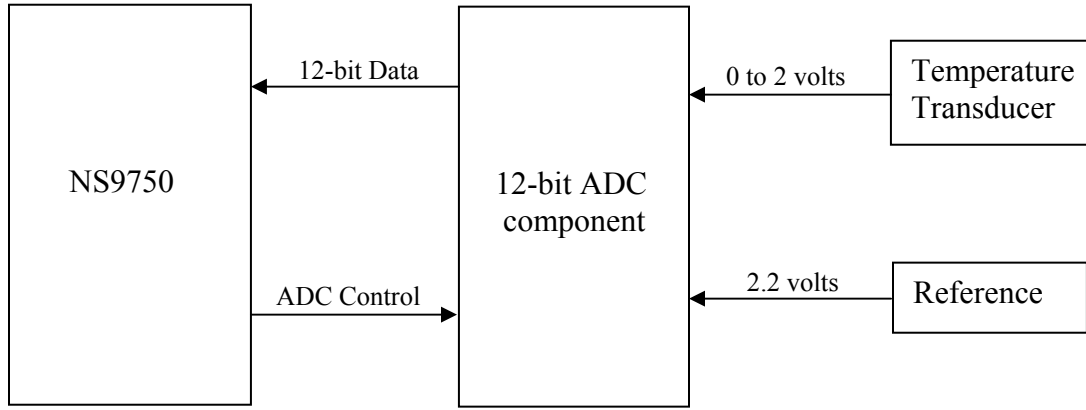 NS9750
12-bit Data
ADC Control
12-bit ADC
component
0 to 2 volts
2.2 volts
Temperature
Transducer
Reference